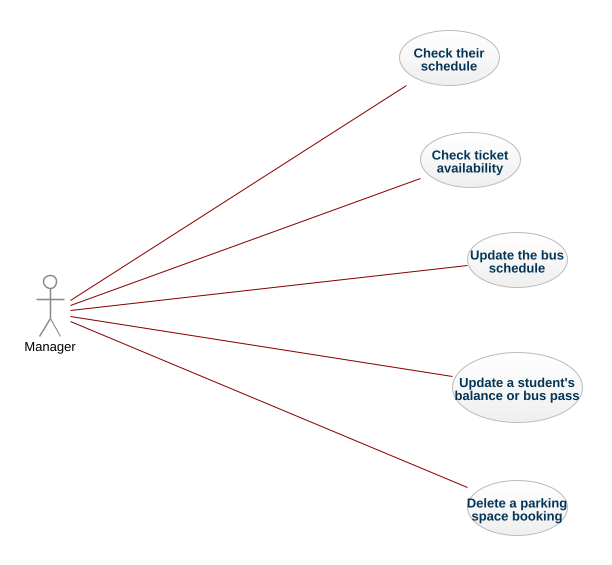 Check their
schedule
Check ticket
availability
Update the bus
schedule
Manager
Update a student's
balance or bus pass
Delete a parking
space booking